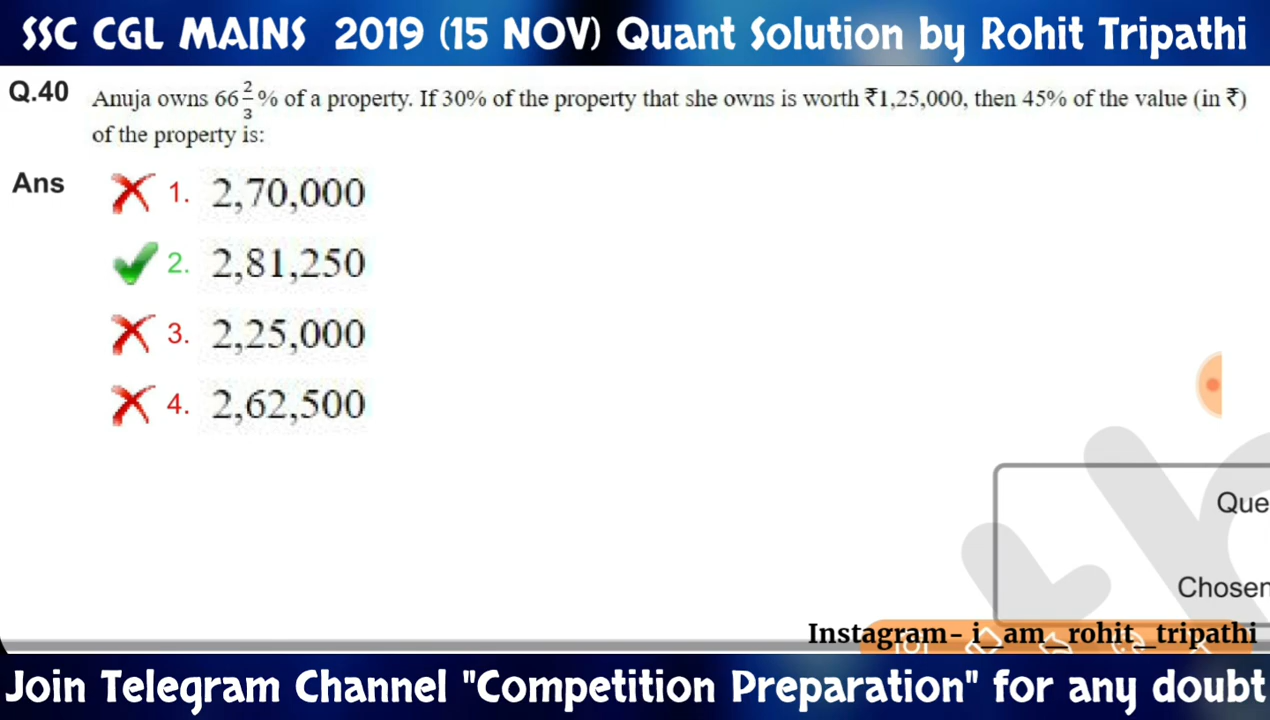 SSC CGL MAINS 2019 (15 NOV) Quant Solution by Rohit Tripathi
Q.40 Anuja owns 66 2/3 % of a property. If 30% of the property that she owns is worth ₹1,25,000, then 45% of the value (in ₹)
of the property is:
Ans
1. 2,70,000
2. 2,81,250
3. 2,25,000
4. 2,62,500
Que
Chosen
Instagram- i_am_rohit_tripathi
Join Telegram Channel "Competition Preparation" for any doubt